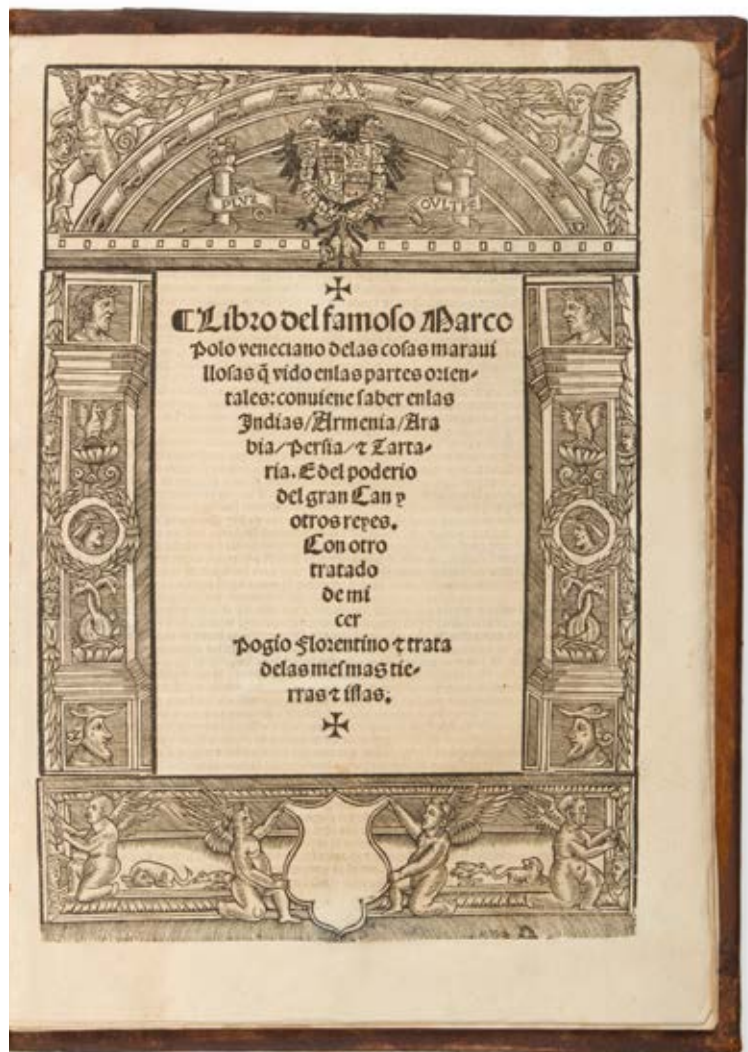 PLVS OVLTRE
✠
¶ Libro del famoso Marco
Polo veneciano delas cosas maraui
llosas q̃ vido enlas partes orien-
tales: conuiene saber enlas
Indias/Armenia/Ara
bia/Persia/⁊ Tarta-
ria. E del poderio
del gran Can y
otros reyes.
Con otro
tratado
de mi
cer
Pogio Florentino ⁊ trata
delas mesmas tie-
rras ⁊ islas.
✠